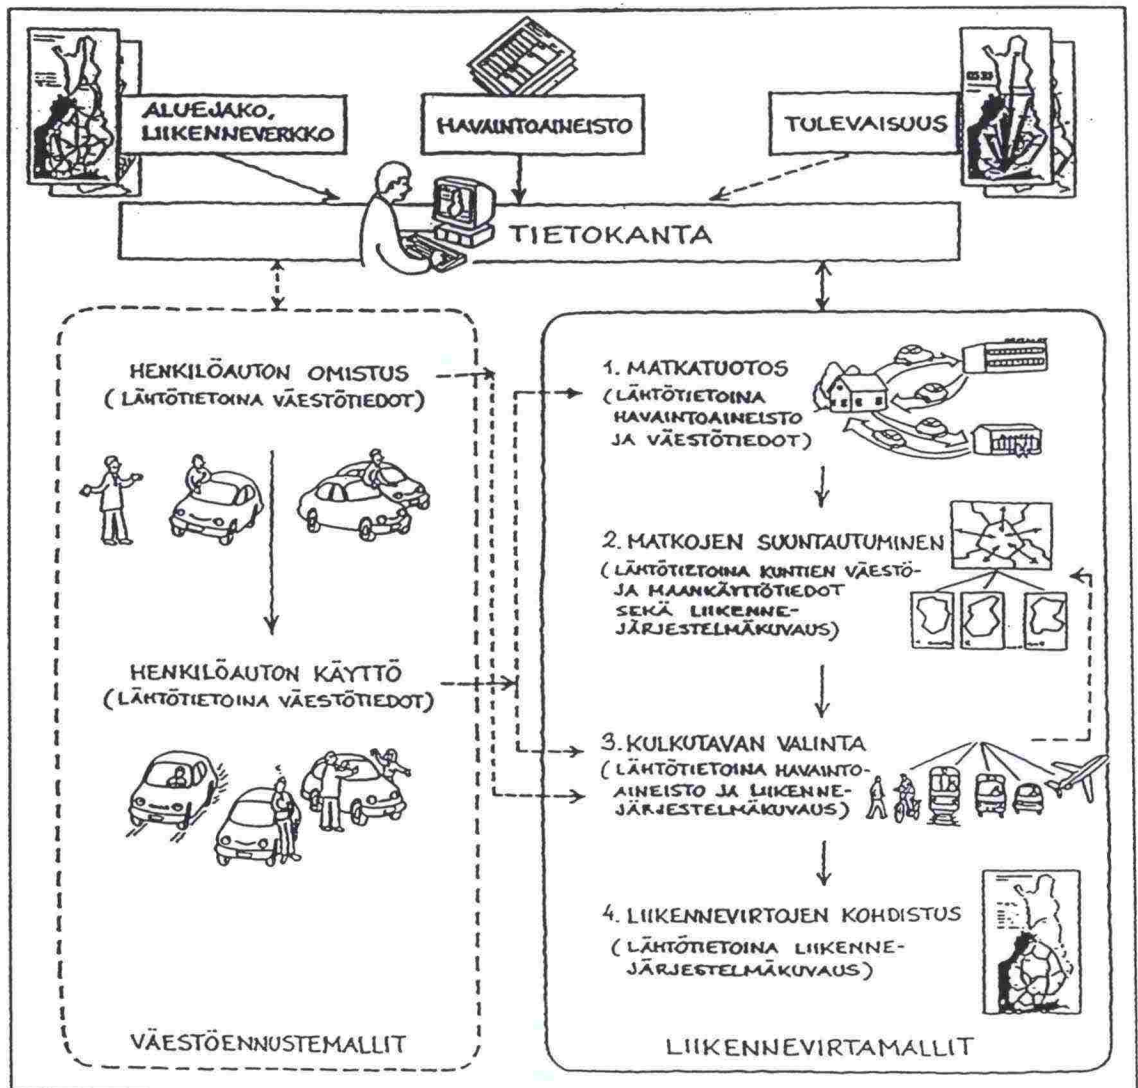 ALUEJAKO,
LIIKENNEVERKKO
HAVAINTOAINEISTO
TULEVAISUUS
TIETOKANTA
HENKILÖAUTON OMISTUS
(LÄHTÖTIETOINA VÄESTÖTIEDOT)
HENKILÖAUTON KÄYTTÖ
(LÄHTÖTIETOINA VÄESTÖTIEDOT)
VÄESTÖENNUSTEMALLIT
1. MATKATUOTOS
(LÄHTÖTIETOINA
HAVAINTOAINEISTO
JA VÄESTÖTIEDOT)
2. MATKOJEN SUUNTAUTUMINEN
(LÄHTÖTIETOINA KUNTIEN VÄESTÖ-
JA MAANKÄYTTÖTIEDOT
SEKÄ LIIKENNE-
JÄRJESTELMÄKUVAUS)
3. KULKUTAVAN VALINTA
(LÄHTÖTIETOINA HAVAINTO-
AINEISTO JA LIIKENNE-
JÄRJESTELMÄKUVAUS)
4. LIIKENNEVIRTOJEN KOHDISTUS
(LÄHTÖTIETOINA LIIKENNE-
JÄRJESTELMÄKUVAUS)
LIIKENNEVIRTAMALLIT